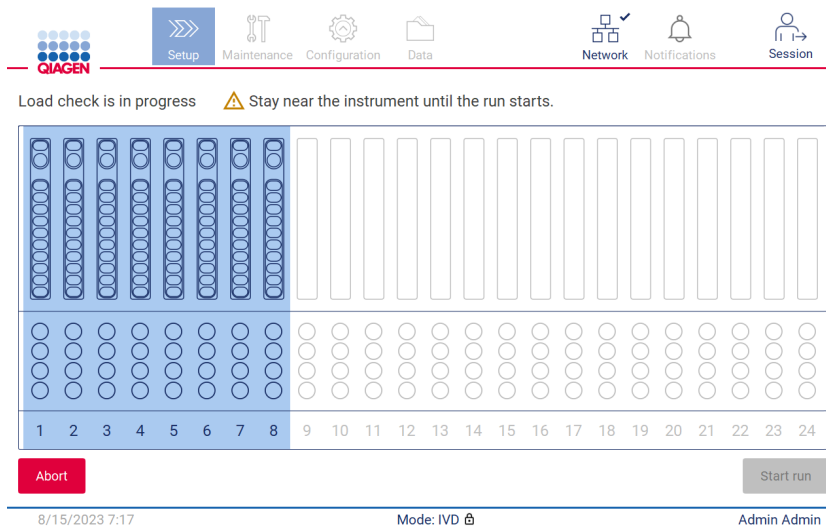 QIAGEN
Setup Maintenance Configuration Data Network Notifications Session
Load check is in progress Stay near the instrument until the run starts.
1 2 3 4 5 6 7 8 9 10 11 12 13 14 15 16 17 18 19 20 21 22 23 24
Abort Start run
8/15/2023 7:17 Mode: IVD Admin Admin